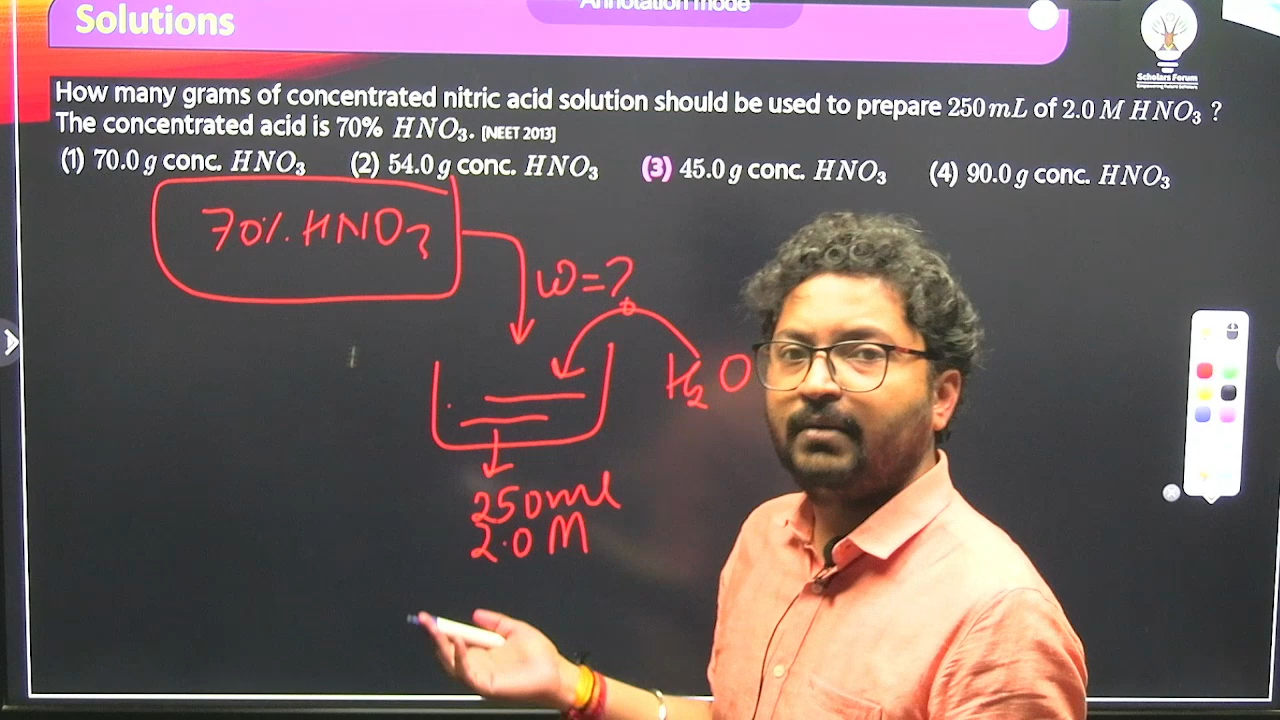 Annotation mode
Solutions
Scholars Forum
How many grams of concentrated nitric acid solution should be used to prepare 250 mL of 2.0 M HNO₃ ?
The concentrated acid is 70% HNO₃. [NEET 2013]
(1) 70.0 g conc. HNO₃ (2) 54.0 g conc. HNO₃ (3) 45.0 g conc. HNO₃ (4) 90.0 g conc. HNO₃
70%. HNO₃
W=?
H₂O
250ml
2.0 M